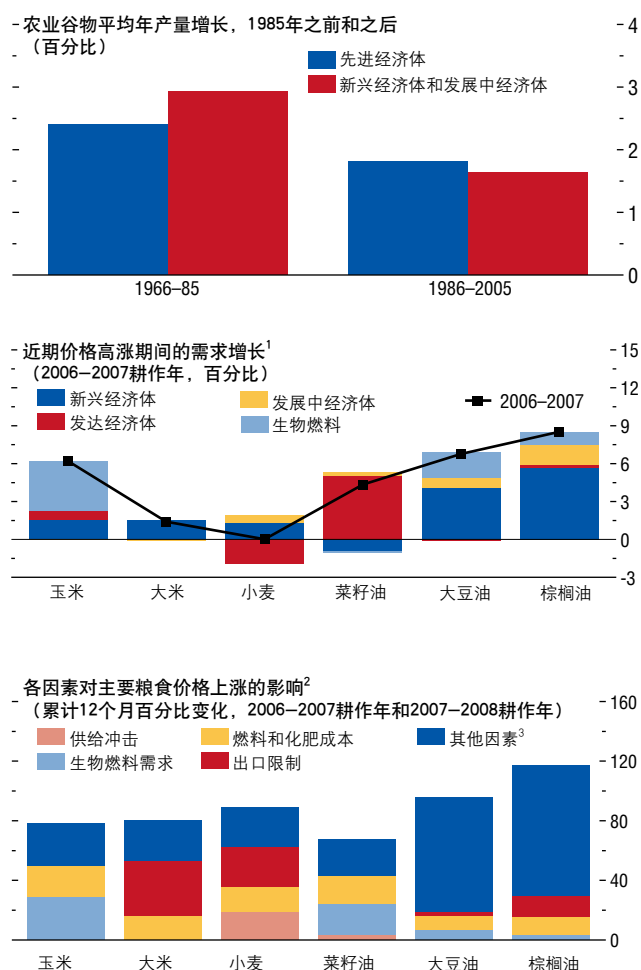 农业谷物平均年产量增长，1985年之前和之后
（百分比）
先进经济体
新兴经济体和发展中经济体
4
3
2
1
0
1966–85
1986–2005
近期价格高涨期间的需求增长1
（2006–2007耕作年，百分比）
新兴经济体
发展中经济体
2006–2007
发达经济体
生物燃料
15
12
9
6
3
0
-3
玉米
大米
小麦
菜籽油
大豆油
棕榈油
各因素对主要粮食价格上涨的影响2
（累计12个月百分比变化，2006–2007耕作年和2007–2008耕作年）
供给冲击
燃料和化肥成本
其他因素3
生物燃料需求
出口限制
160
120
80
40
0
玉米
大米
小麦
菜籽油
大豆油
棕榈油